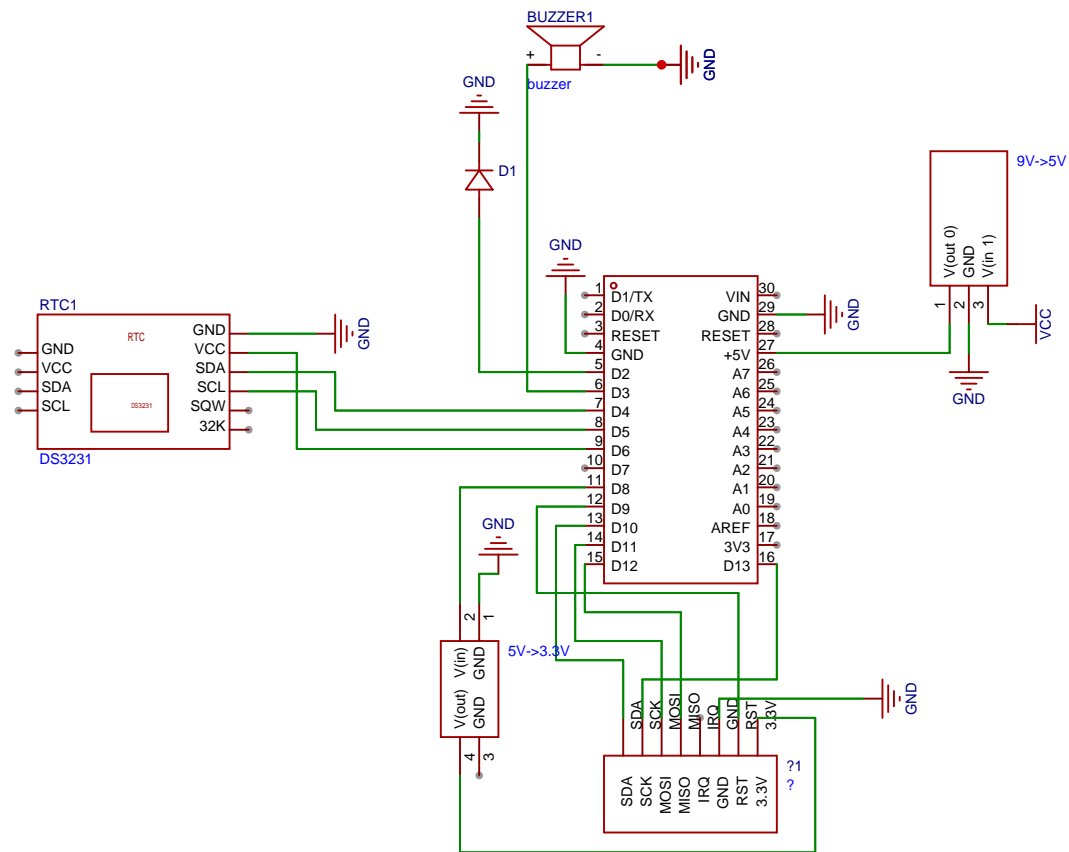 BUZZER1
+
-
buzzer
GND
GND
D1
9V->5V
V(out 0)
GND
V(in 1)
1
2
3
VCC
GND
GND
1
2
3
4
5
6
7
8
9
10
11
12
13
14
15
D1/TX
D0/RX
RESET
GND
D2
D3
D4
D5
D6
D7
D8
D9
D10
D11
D12
VIN
GND
RESET
+5V
A7
A6
A5
A4
A3
A2
A1
A0
AREF
3V3
D13
30
29
28
27
26
25
24
23
22
21
20
19
18
17
16
GND
RTC1
RTC
DS3231
GND
VCC
SDA
SCL
GND
VCC
SDA
SCL
SQW
32K
DS3231
GND
GND
2
1
V(in)
GND
V(out)
GND
4
3
5V->3.3V
SDA
SCK
MOSI
MISO
IRQ
GND
RST
3.3V
SDA
SCK
MOSI
MISO
IRQ
GND
RST
3.3V
?1
?
GND